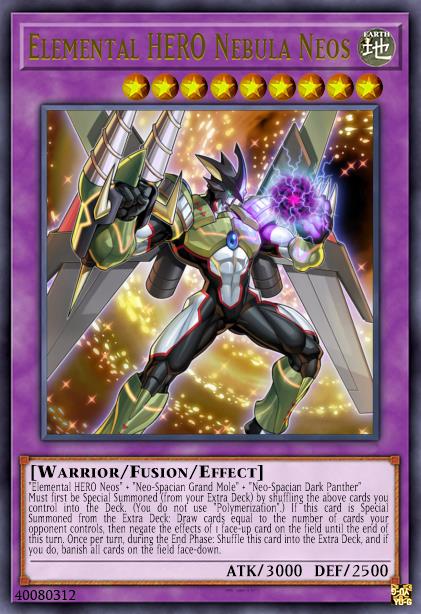 Elemental HERO Nebula Neos
EARTH
地
[Warrior/Fusion/Effect]
"Elemental HERO Neos" + "Neo-Spacian Grand Mole" + "Neo-Spacian Dark Panther"
Must first be Special Summoned (from your Extra Deck) by shuffling the above cards you
control into the Deck. (You do not use "Polymerization".) If this card is Special
Summoned from the Extra Deck: Draw cards equal to the number of cards your
opponent controls, then negate the effects of 1 face-up card on the field until the end of
this turn. Once per turn, during the End Phase: Shuffle this card into the Extra Deck, and if
you do, banish all cards on the field face-down.
ATK/3000 DEF/2500
40080312